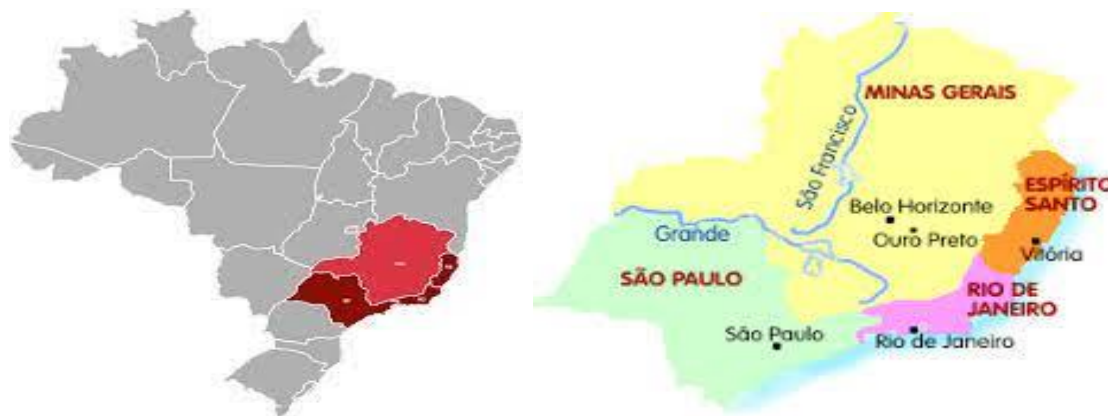 MINAS GERAIS
São Francisco
ESPÍRITO
SANTO
Belo Horizonte
Ouro Preto
Vitória
Grande
SÃO PAULO
RIO DE
JANEIRO
São Paulo
Rio de Janeiro